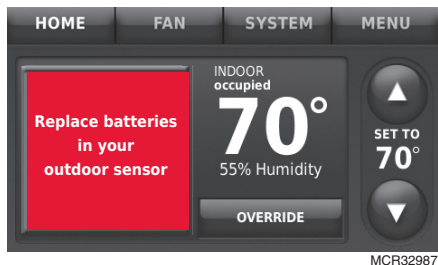 HOME FAN SYSTEM MENU
Replace batteries
in your
outdoor sensor
INDOOR
occupied
70°
55% Humidity
OVERRIDE
SET TO
70°
MCR32987